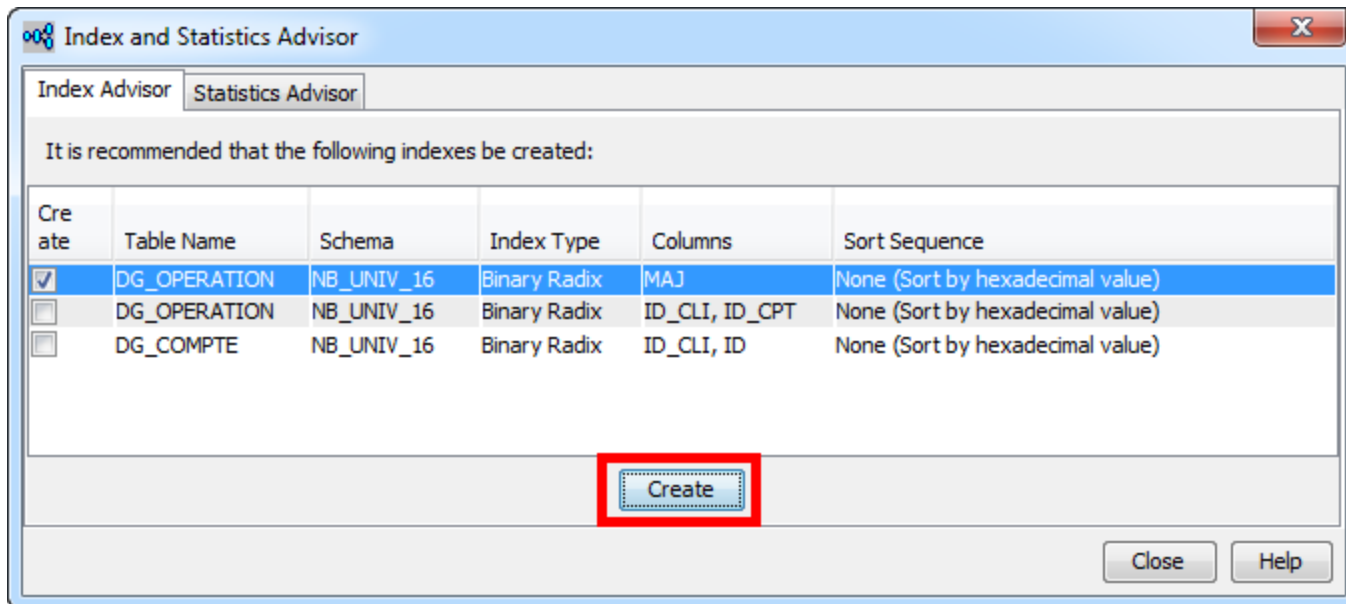 Index and Statistics Advisor
Index Advisor Statistics Advisor
It is recommended that the following indexes be created:
Cre
ate Table Name Schema Index Type Columns Sort Sequence
DG_OPERATION NB_UNIV_16 Binary Radix MAJ None (Sort by hexadecimal value)
DG_OPERATION NB_UNIV_16 Binary Radix ID_CLI, ID_CPT None (Sort by hexadecimal value)
DG_COMPTE NB_UNIV_16 Binary Radix ID_CLI, ID None (Sort by hexadecimal value)
Create
Close Help